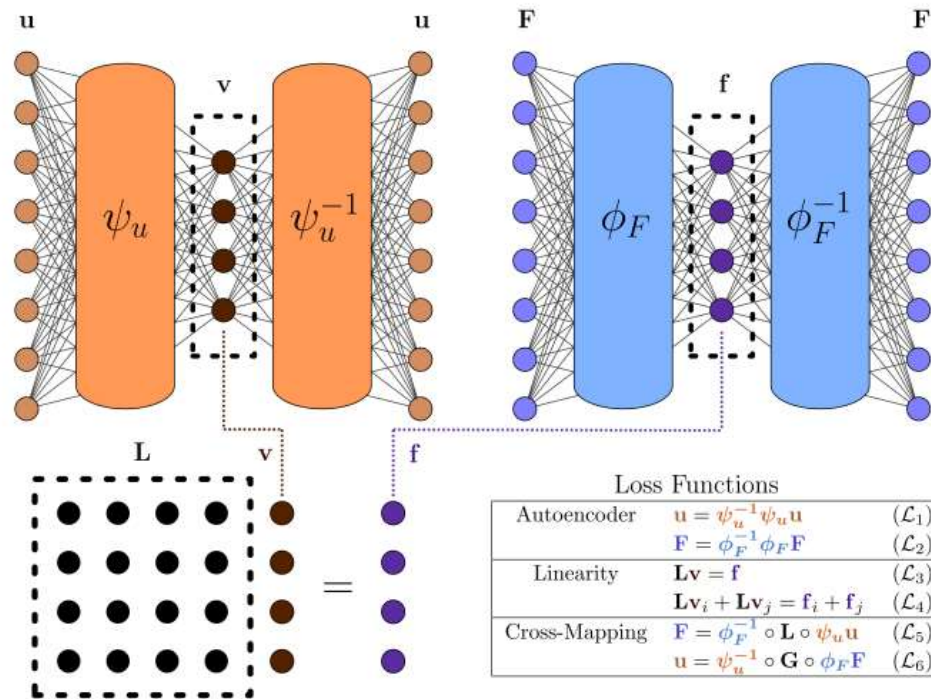 u u F F
v f
ψ_u ψ_u^{-1} ϕ_F ϕ_F^{-1}
L v f
=
Loss Functions
Autoencoder u = ψ_u^{-1} ψ_u u (ℒ_1)
F = ϕ_F^{-1} ϕ_F F (ℒ_2)
Linearity Lv = f (ℒ_3)
Lv_i + Lv_j = f_i + f_j (ℒ_4)
Cross-Mapping F = ϕ_F^{-1} ∘ L ∘ ψ_u u (ℒ_5)
u = ψ_u^{-1} ∘ G ∘ ϕ_F F (ℒ_6)